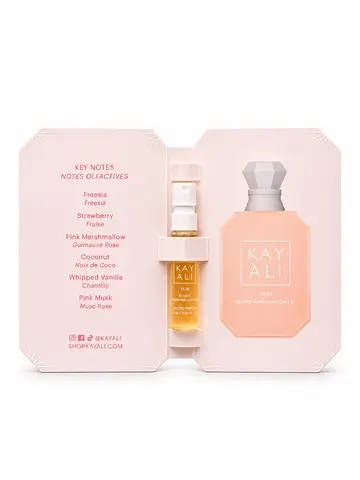 KEY NOTES
NOTES OLFACTIVES
Freesia
Freesia
Strawberry
Fraise
Pink Marshmallow
Guimauve Rose
Coconut
Noix de Coco
Whipped Vanilla
Chantilly
Pink Musk
Musc Rose
@KAYALI
SHOPKAYALI.COM
KAY
ALI
KAY
ALI